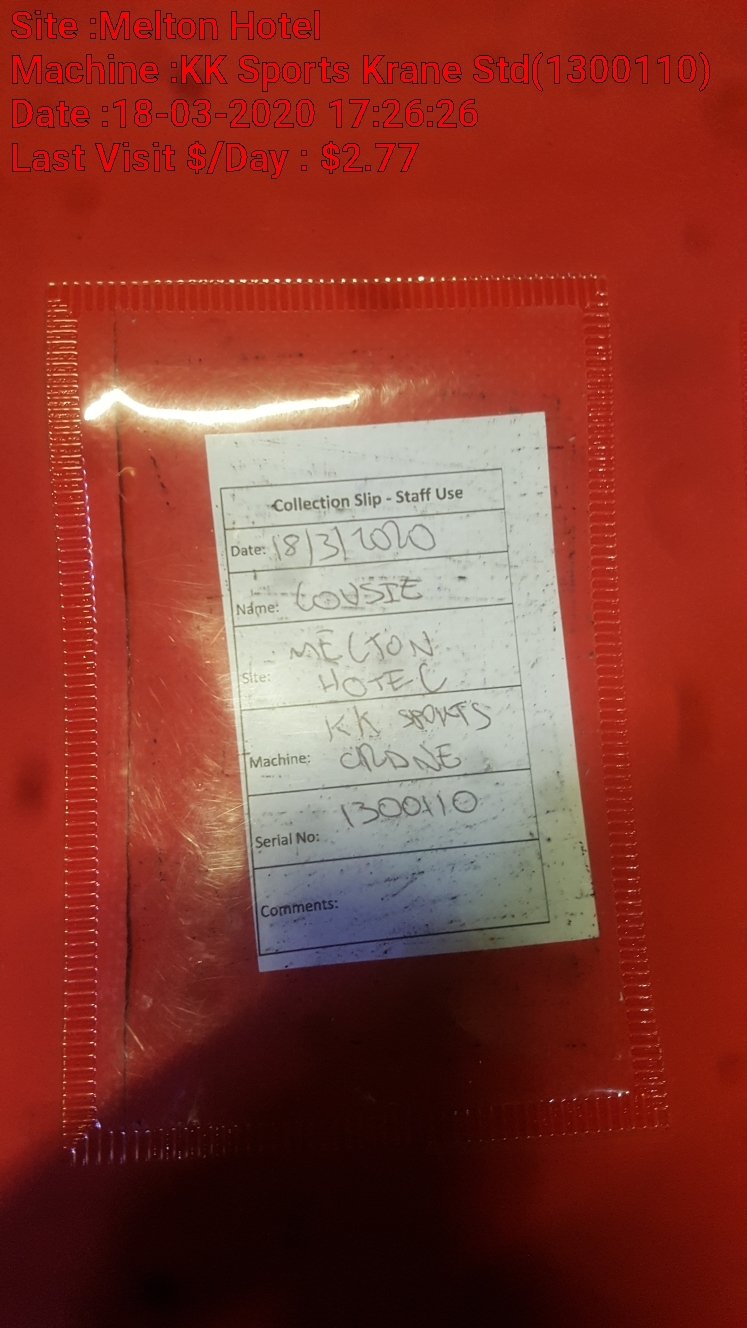 Site :Melton Hotel
Machine :KK Sports Krane Std(1300110)
Date :18-03-2020 17:26:26
Last Visit $/Day : $2.77
Collection Slip - Staff Use
Date: 18/3/2020
Name:
Site: MELTON
HOTEL
Machine: KK SPORTS
CRANE
Serial No: 1300110
Comments: